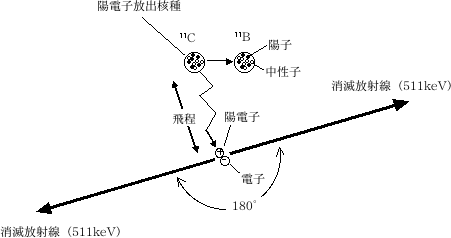 陽電子放出核種
¹¹C
¹¹B
陽子
中性子
消滅放射線（511keV）
飛程
陽電子
電子
180°
消滅放射線（511keV）